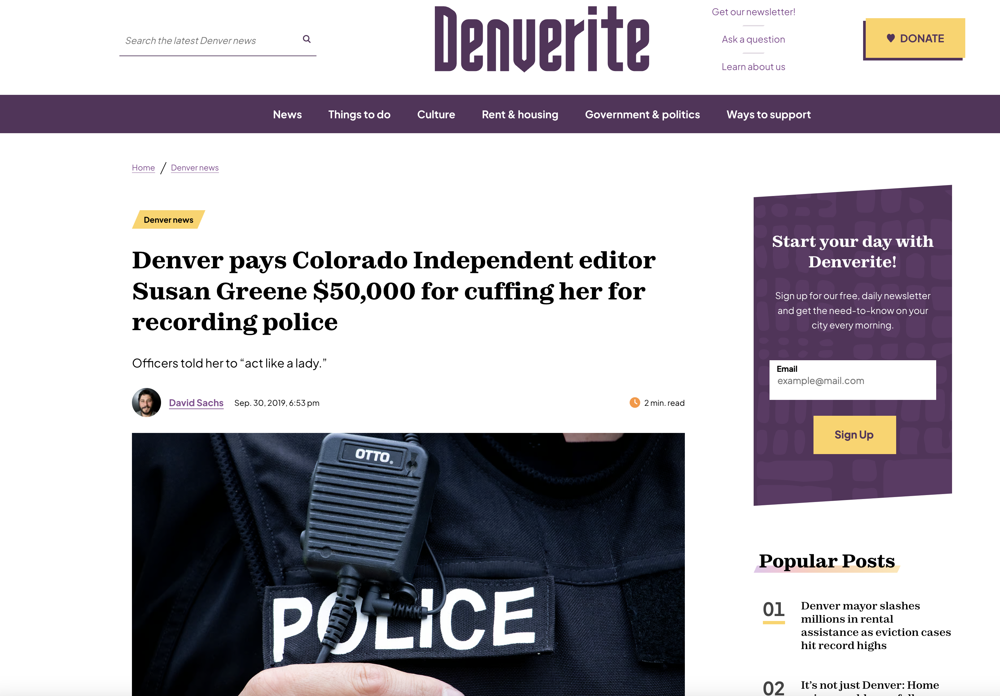 Search the latest Denver news
Denverite
Get our newsletter!
Ask a question
Learn about us
DONATE
News
Things to do
Culture
Rent & housing
Government & politics
Ways to support
Home / Denver news
Denver news
Denver pays Colorado Independent editor
Susan Greene $50,000 for cuffing her for
recording police
Officers told her to “act like a lady.”
David Sachs
Sep. 30, 2019, 6:53 pm
2 min. read
OTTO®
POLICE
Start your day with
Denverite!
Sign up for our free, daily newsletter
and get the need-to-know on your
city every morning.
Email
example@mail.com
Sign Up
Popular Posts
01
Denver mayor slashes
millions in rental
assistance as eviction cases
hit record highs
02
It’s not just Denver: Home